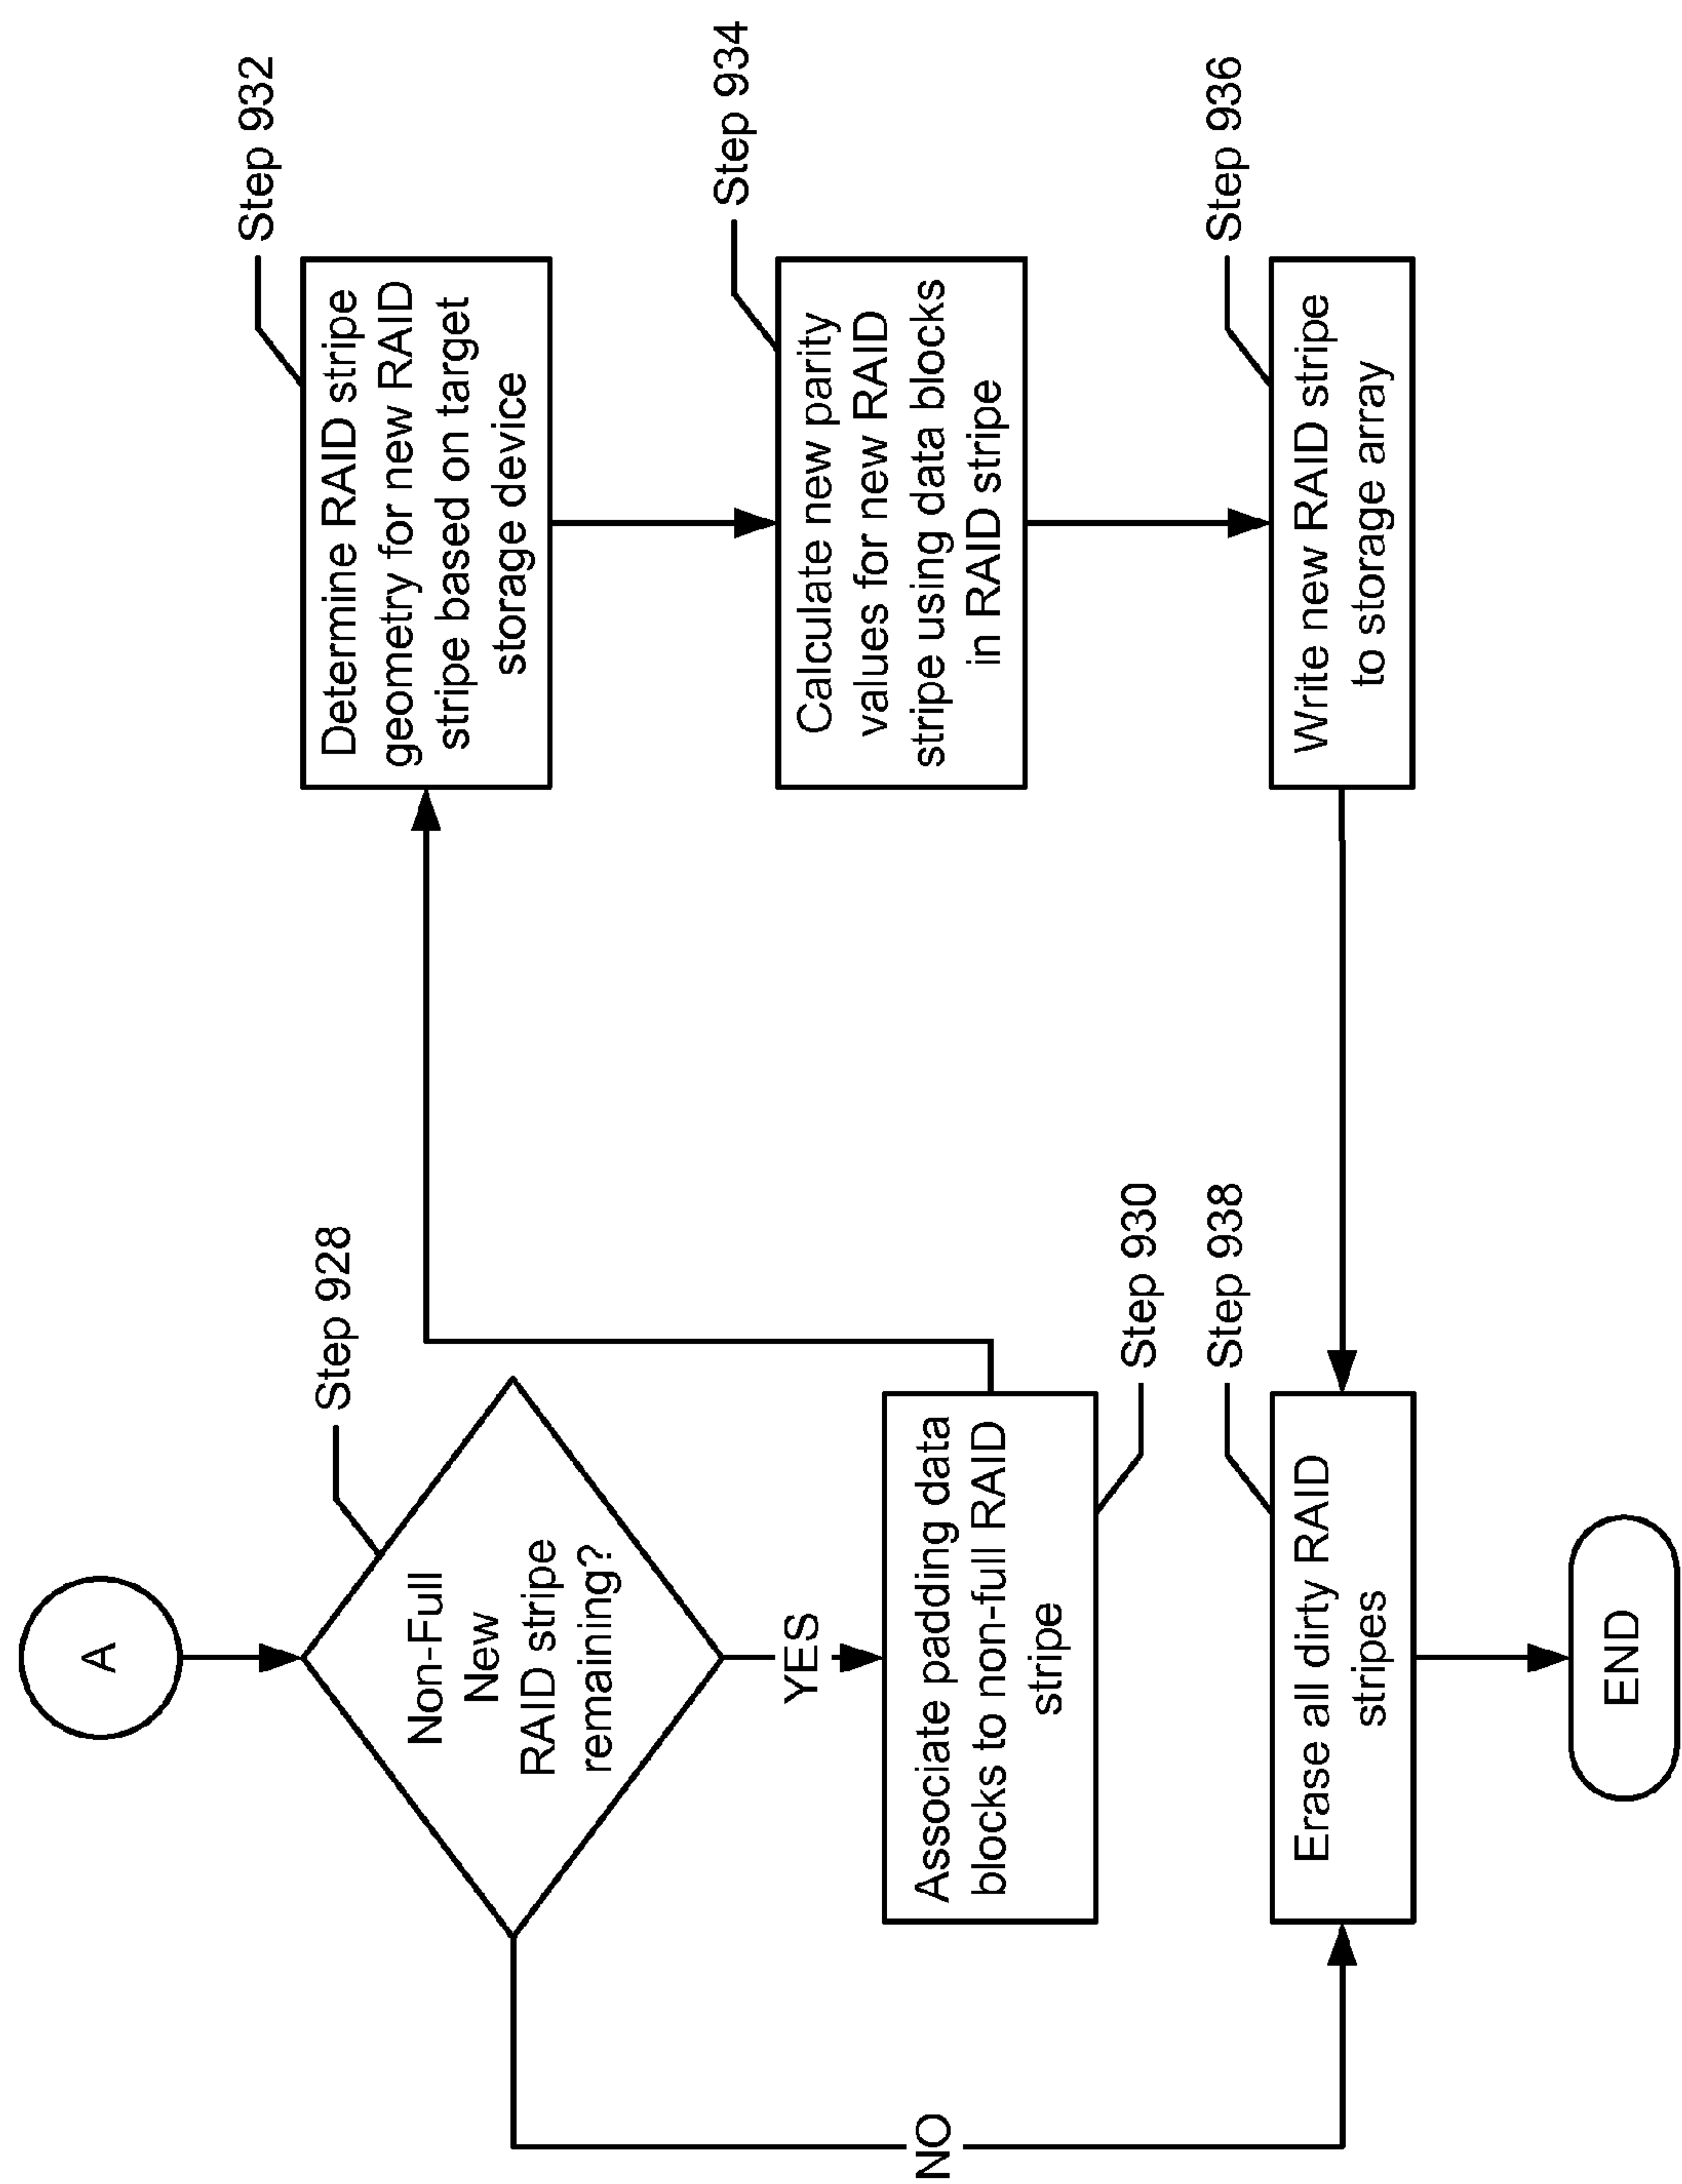 A
Step 928
Non-Full
New
RAID stripe
remaining?
YES
NO
Associate padding data
blocks to non-full RAID
stripe
Step 930
Step 932
Determine RAID stripe
geometry for new RAID
stripe based on target
storage device
Step 934
Calculate new parity
values for new RAID
stripe using data blocks
in RAID stripe
Step 936
Write new RAID stripe
to storage array
Step 938
Erase all dirty RAID
stripes
END